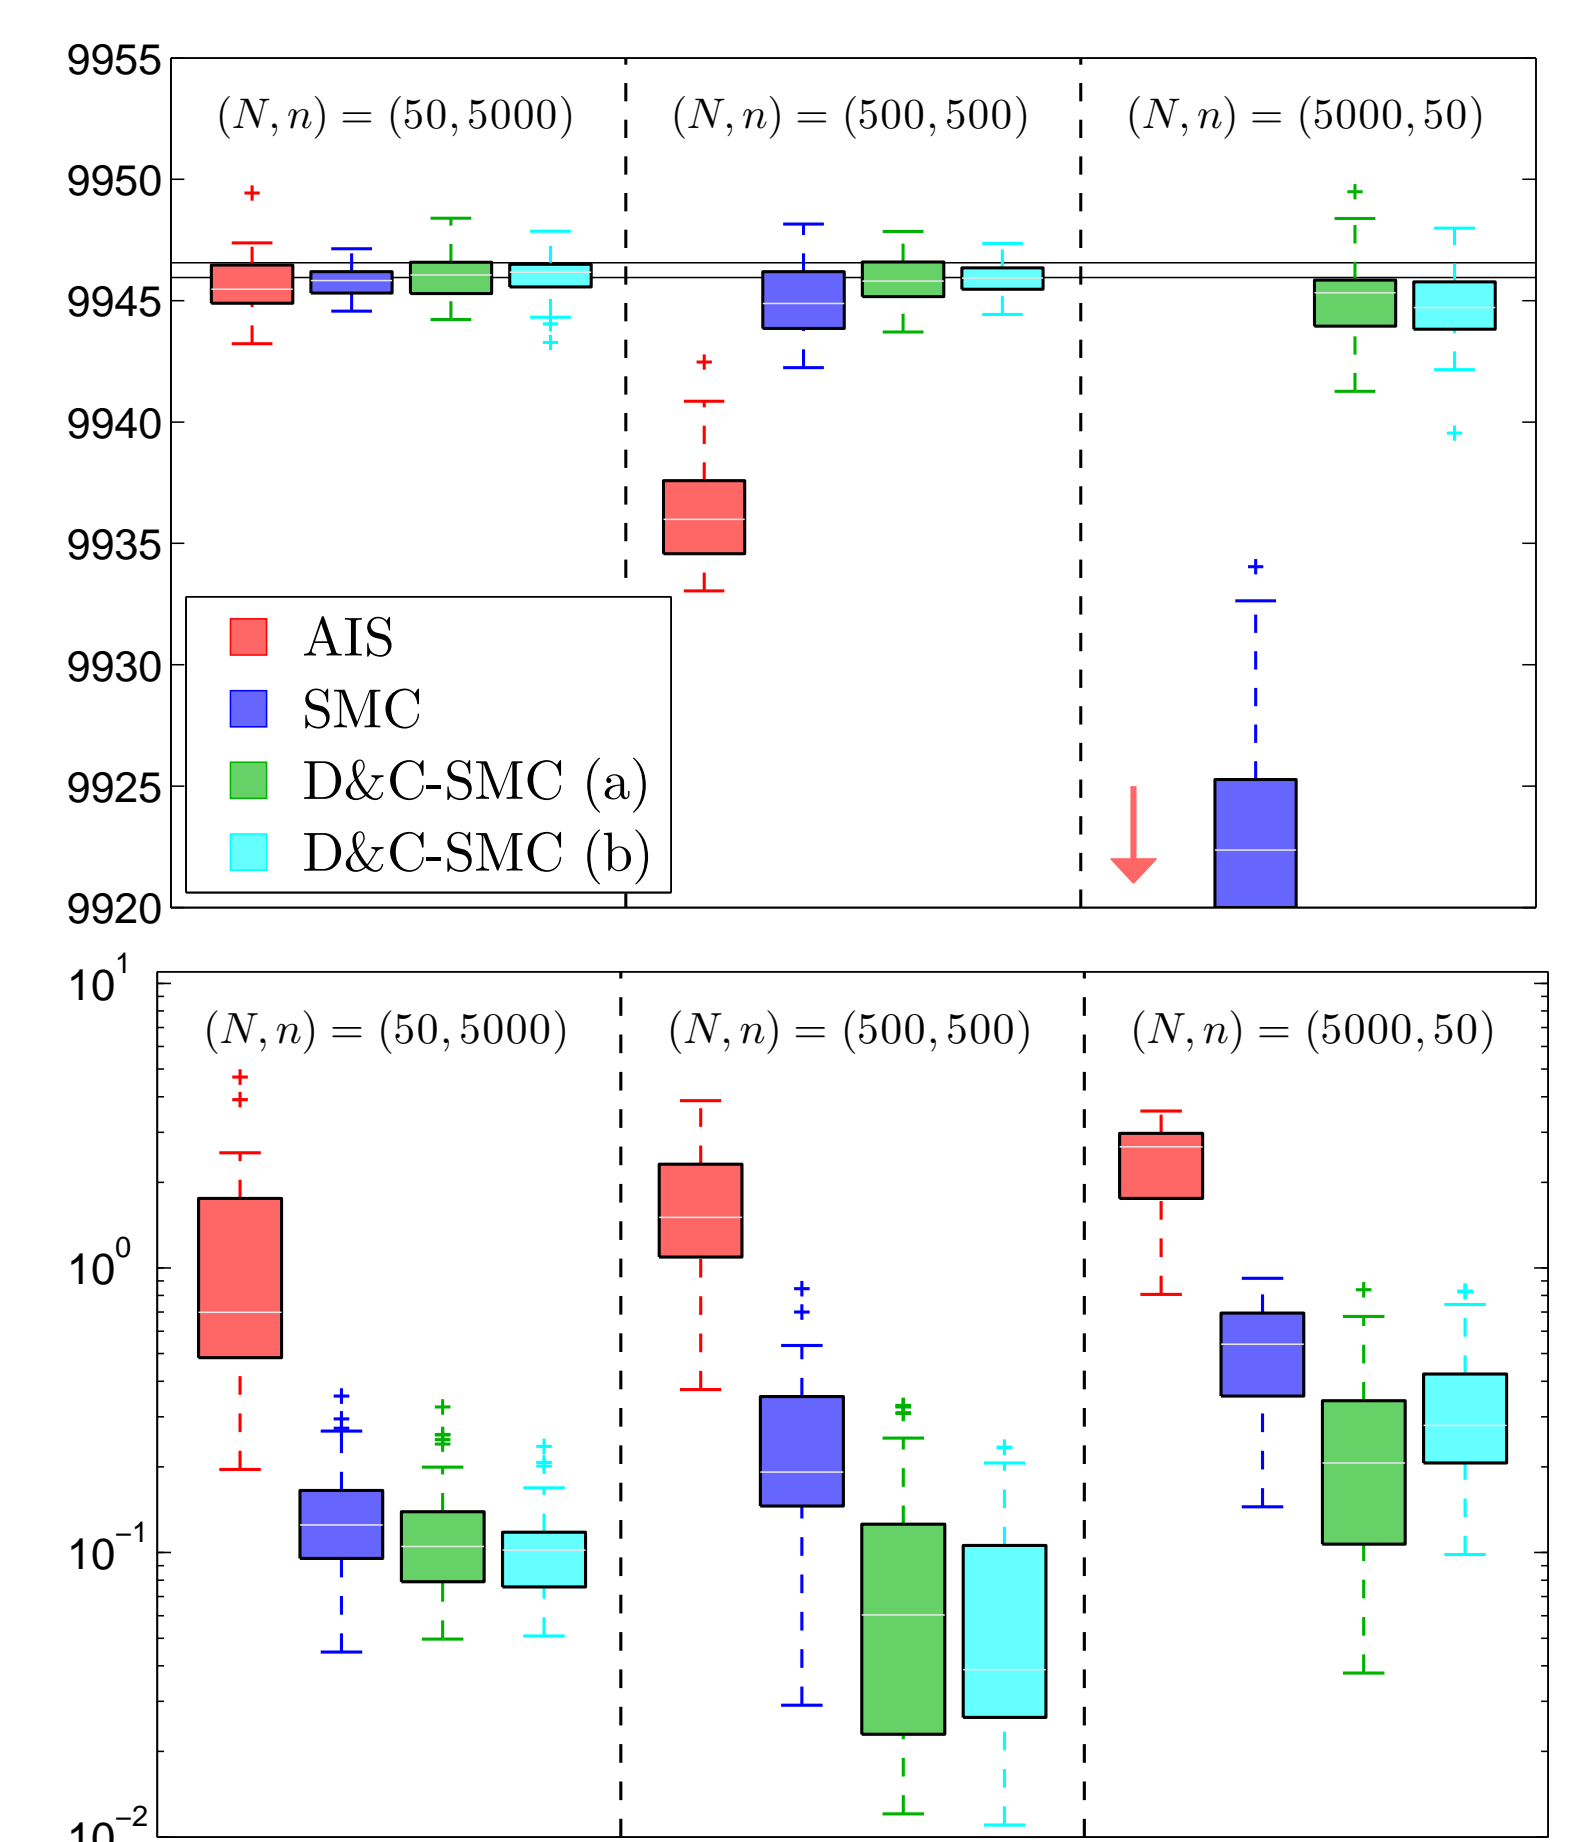 9955
(N, n) = (50, 5000) (N, n) = (500, 500) (N, n) = (5000, 50)
9950
9945
9940
9935
9930
9925
9920
AIS
SMC
D&C-SMC (a)
D&C-SMC (b)
10^1
(N, n) = (50, 5000) (N, n) = (500, 500) (N, n) = (5000, 50)
10^0
10^−1
10^−2